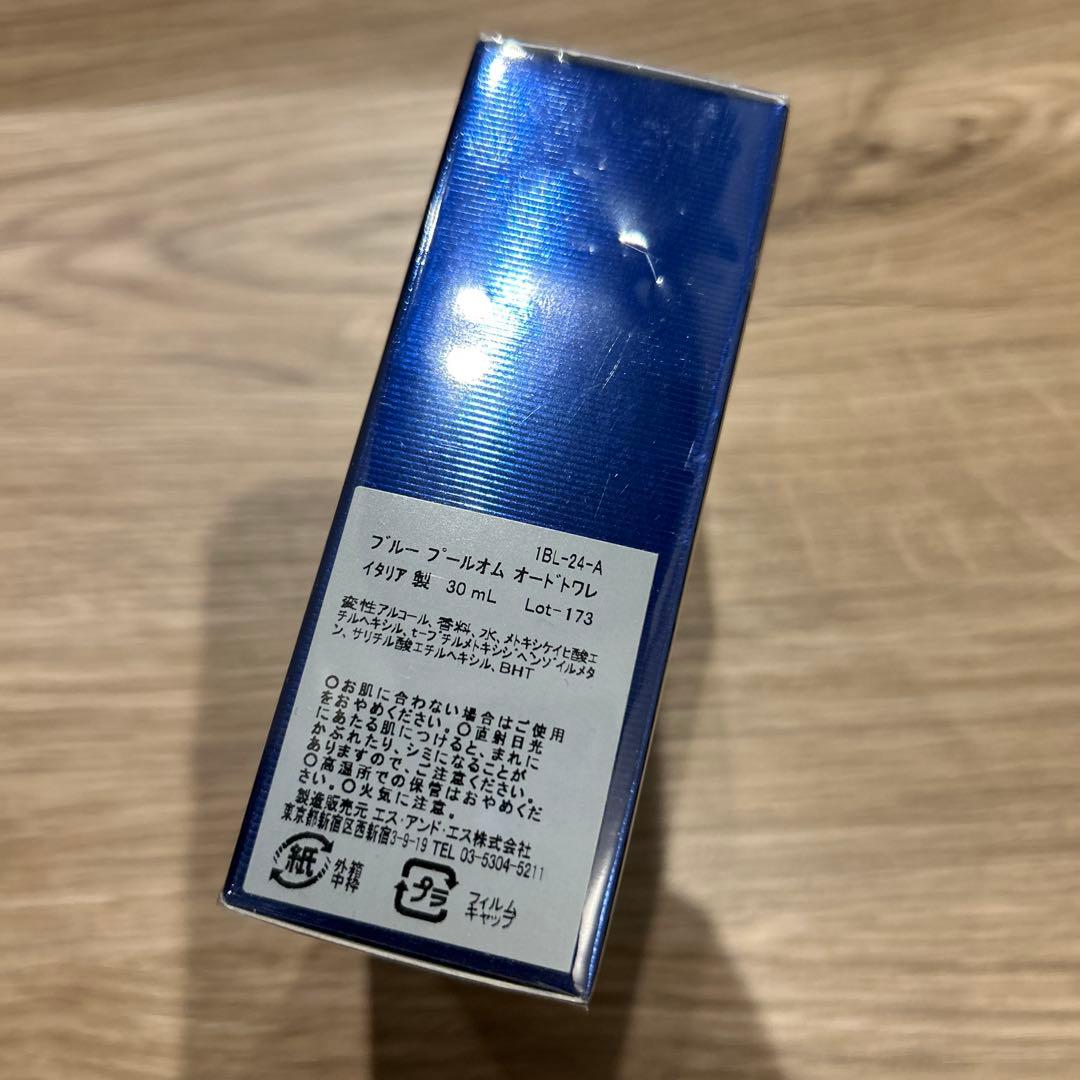 1BL-24-A
ブルー プールオム オードトワレ
イタリア 製 30mL Lot-173
変性アルコール、香料、水、メトキシケイヒ酸エ
チルヘキシル、t-ブチルメトキシジベンゾイルメタ
ン、サリチル酸エチルヘキシル、BHT
○お肌に合わない場合はご使用
をおやめください。○直射日光
にあたる肌につけると、まれに
かぶれたり、シミになることが
ありますので、ご注意ください。
○高温所での保管はおやめくだ
さい。○火気に注意。
製造販売元 エス・アンド・エス株式会社
東京都新宿区西新宿3-9-19 TEL 03-5304-5211
紙 外箱
中枠
プラ フィルム
キャップ